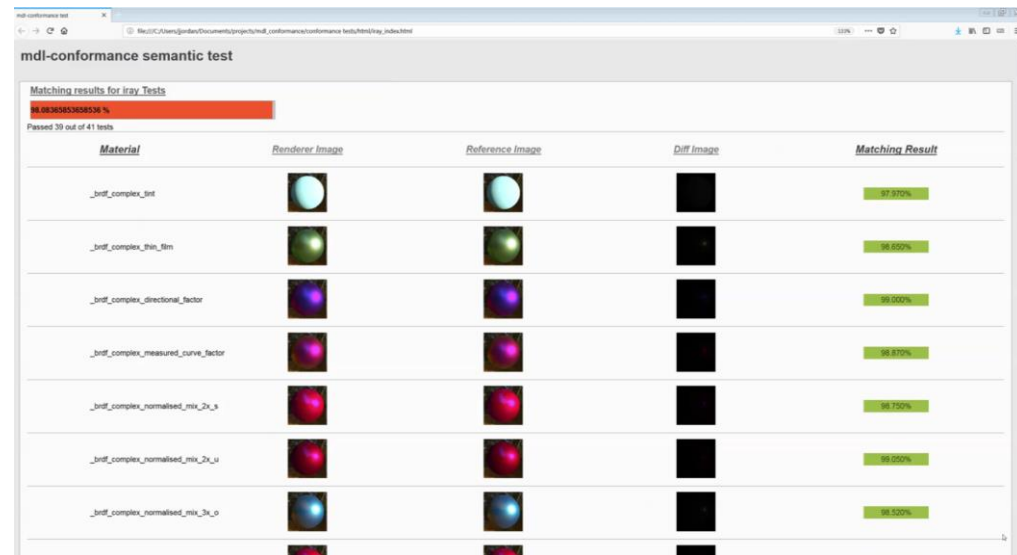 mdl-conformance test
file:///C:/Users/jjordan/Documents/projects/mdl_conformance/conformance tests/html/iray_index.html
mdl-conformance semantic test
Matching results for iray Tests
98.08365853658536 %
Passed 39 out of 41 tests
Material Renderer Image Reference Image Diff Image Matching Result
_brdf_complex_tint 97.970%
_brdf_complex_thin_film 98.650%
_brdf_complex_directional_factor 99.000%
_brdf_complex_measured_curve_factor 98.870%
_brdf_complex_normalised_mix_2x_s 98.750%
_brdf_complex_normalised_mix_2x_u 99.050%
_brdf_complex_normalised_mix_3x_o 98.520%